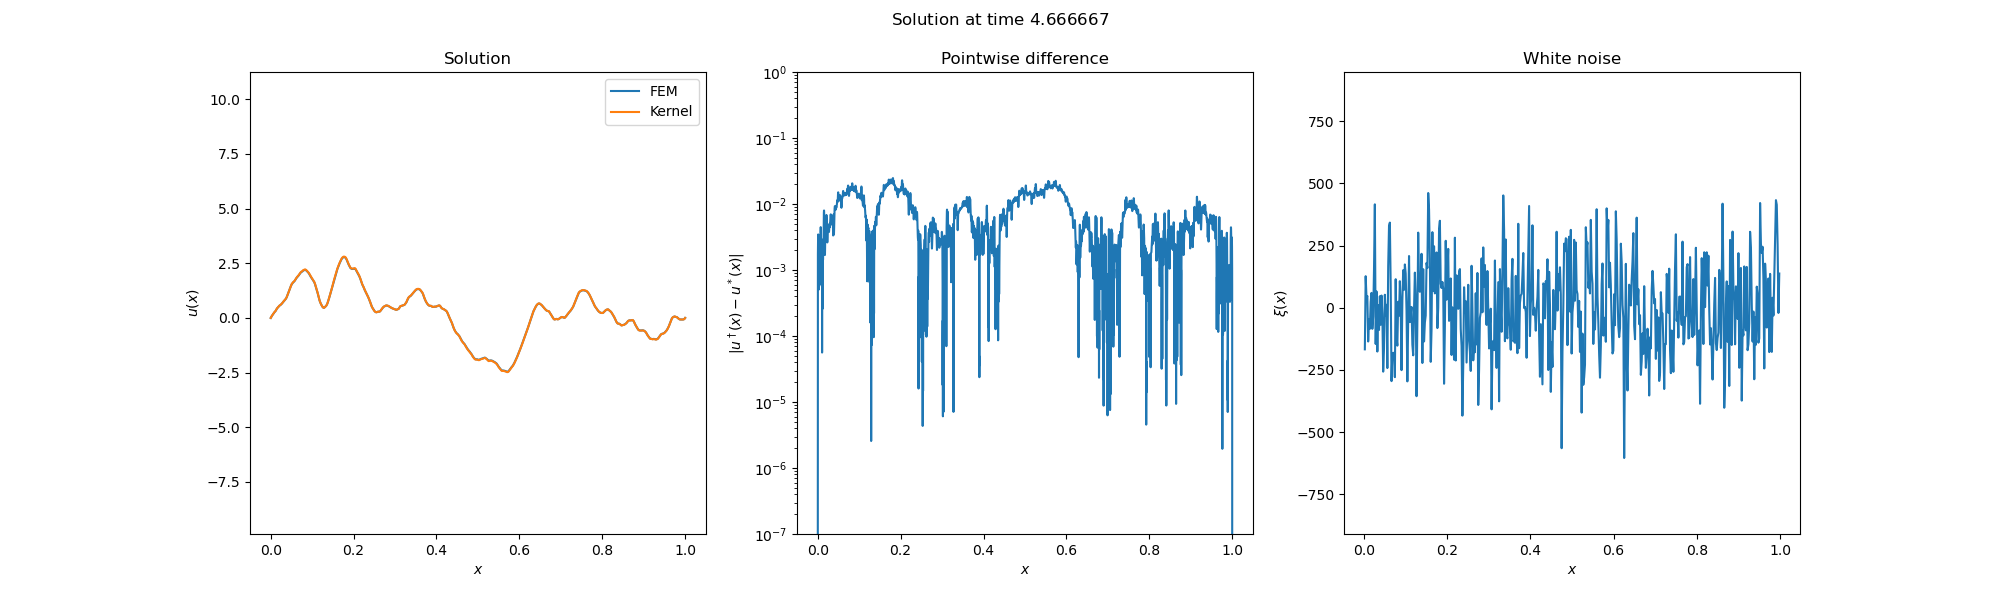 Solution at time 4.666667
Solution
10.0
7.5
5.0
2.5
0.0
−2.5
−5.0
−7.5
u(x)
FEM
Kernel
0.0 0.2 0.4 0.6 0.8 1.0
x
Pointwise difference
10⁰
10⁻¹
10⁻²
10⁻³
10⁻⁴
10⁻⁵
10⁻⁶
10⁻⁷
|u†(x) − u*(x)|
0.0 0.2 0.4 0.6 0.8 1.0
x
White noise
750
500
250
0
−250
−500
−750
ξ(x)
0.0 0.2 0.4 0.6 0.8 1.0
x